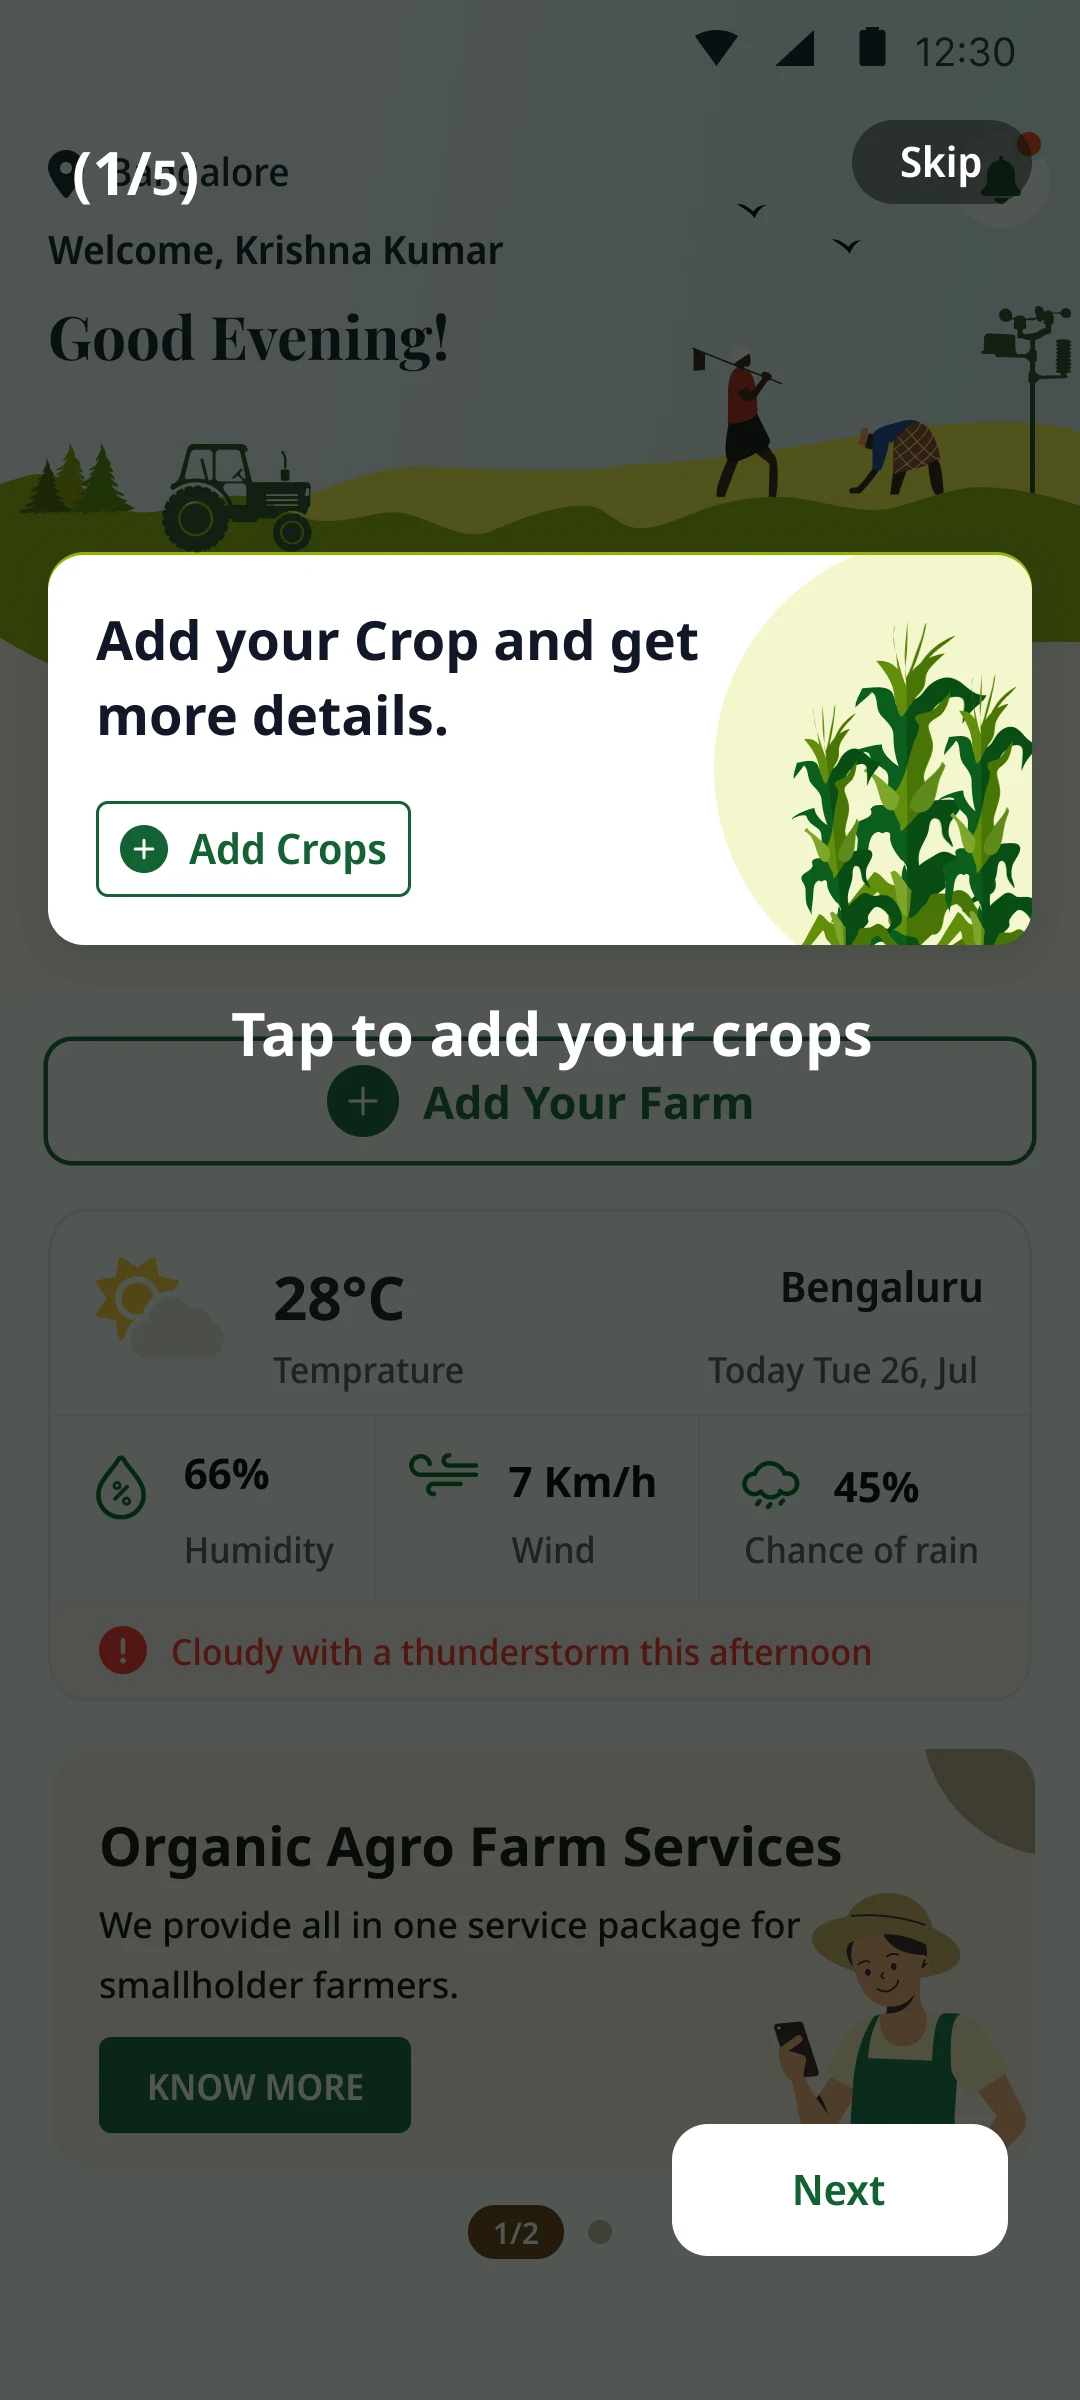 12:30
Bangalore
(1/5)
Skip
Welcome, Krishna Kumar
Good Evening!
Add your Crop and get
more details.
Add Crops
Tap to add your crops
Add Your Farm
28°C
Bengaluru
Temprature
Today Tue 26, Jul
66%
7 Km/h
45%
Humidity
Wind
Chance of rain
Cloudy with a thunderstorm this afternoon
Organic Agro Farm Services
We provide all in one service package for
smallholder farmers.
KNOW MORE
Next
1/2